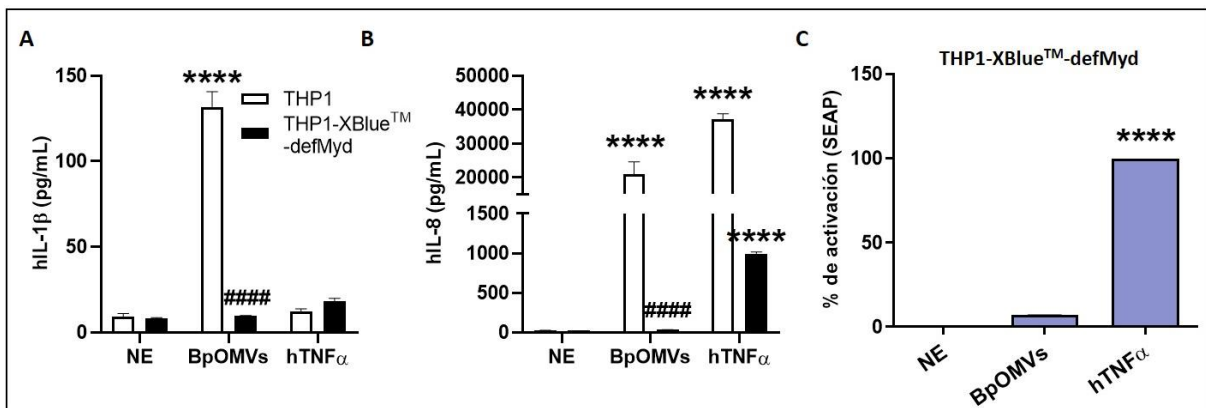 A
hIL-1β (pg/mL)
150
100
50
0
****
####
THP1
THP1-XBlue™
-defMyd
NE
BpOMVs
hTNFα
B
hIL-8 (pg/mL)
50000
40000
30000
20000
1500
1000
500
0
****
####
****
****
NE
BpOMVs
hTNFα
C
THP1-XBlue™-defMyd
% de activación (SEAP)
150
100
50
0
****
NE
BpOMVs
hTNFα